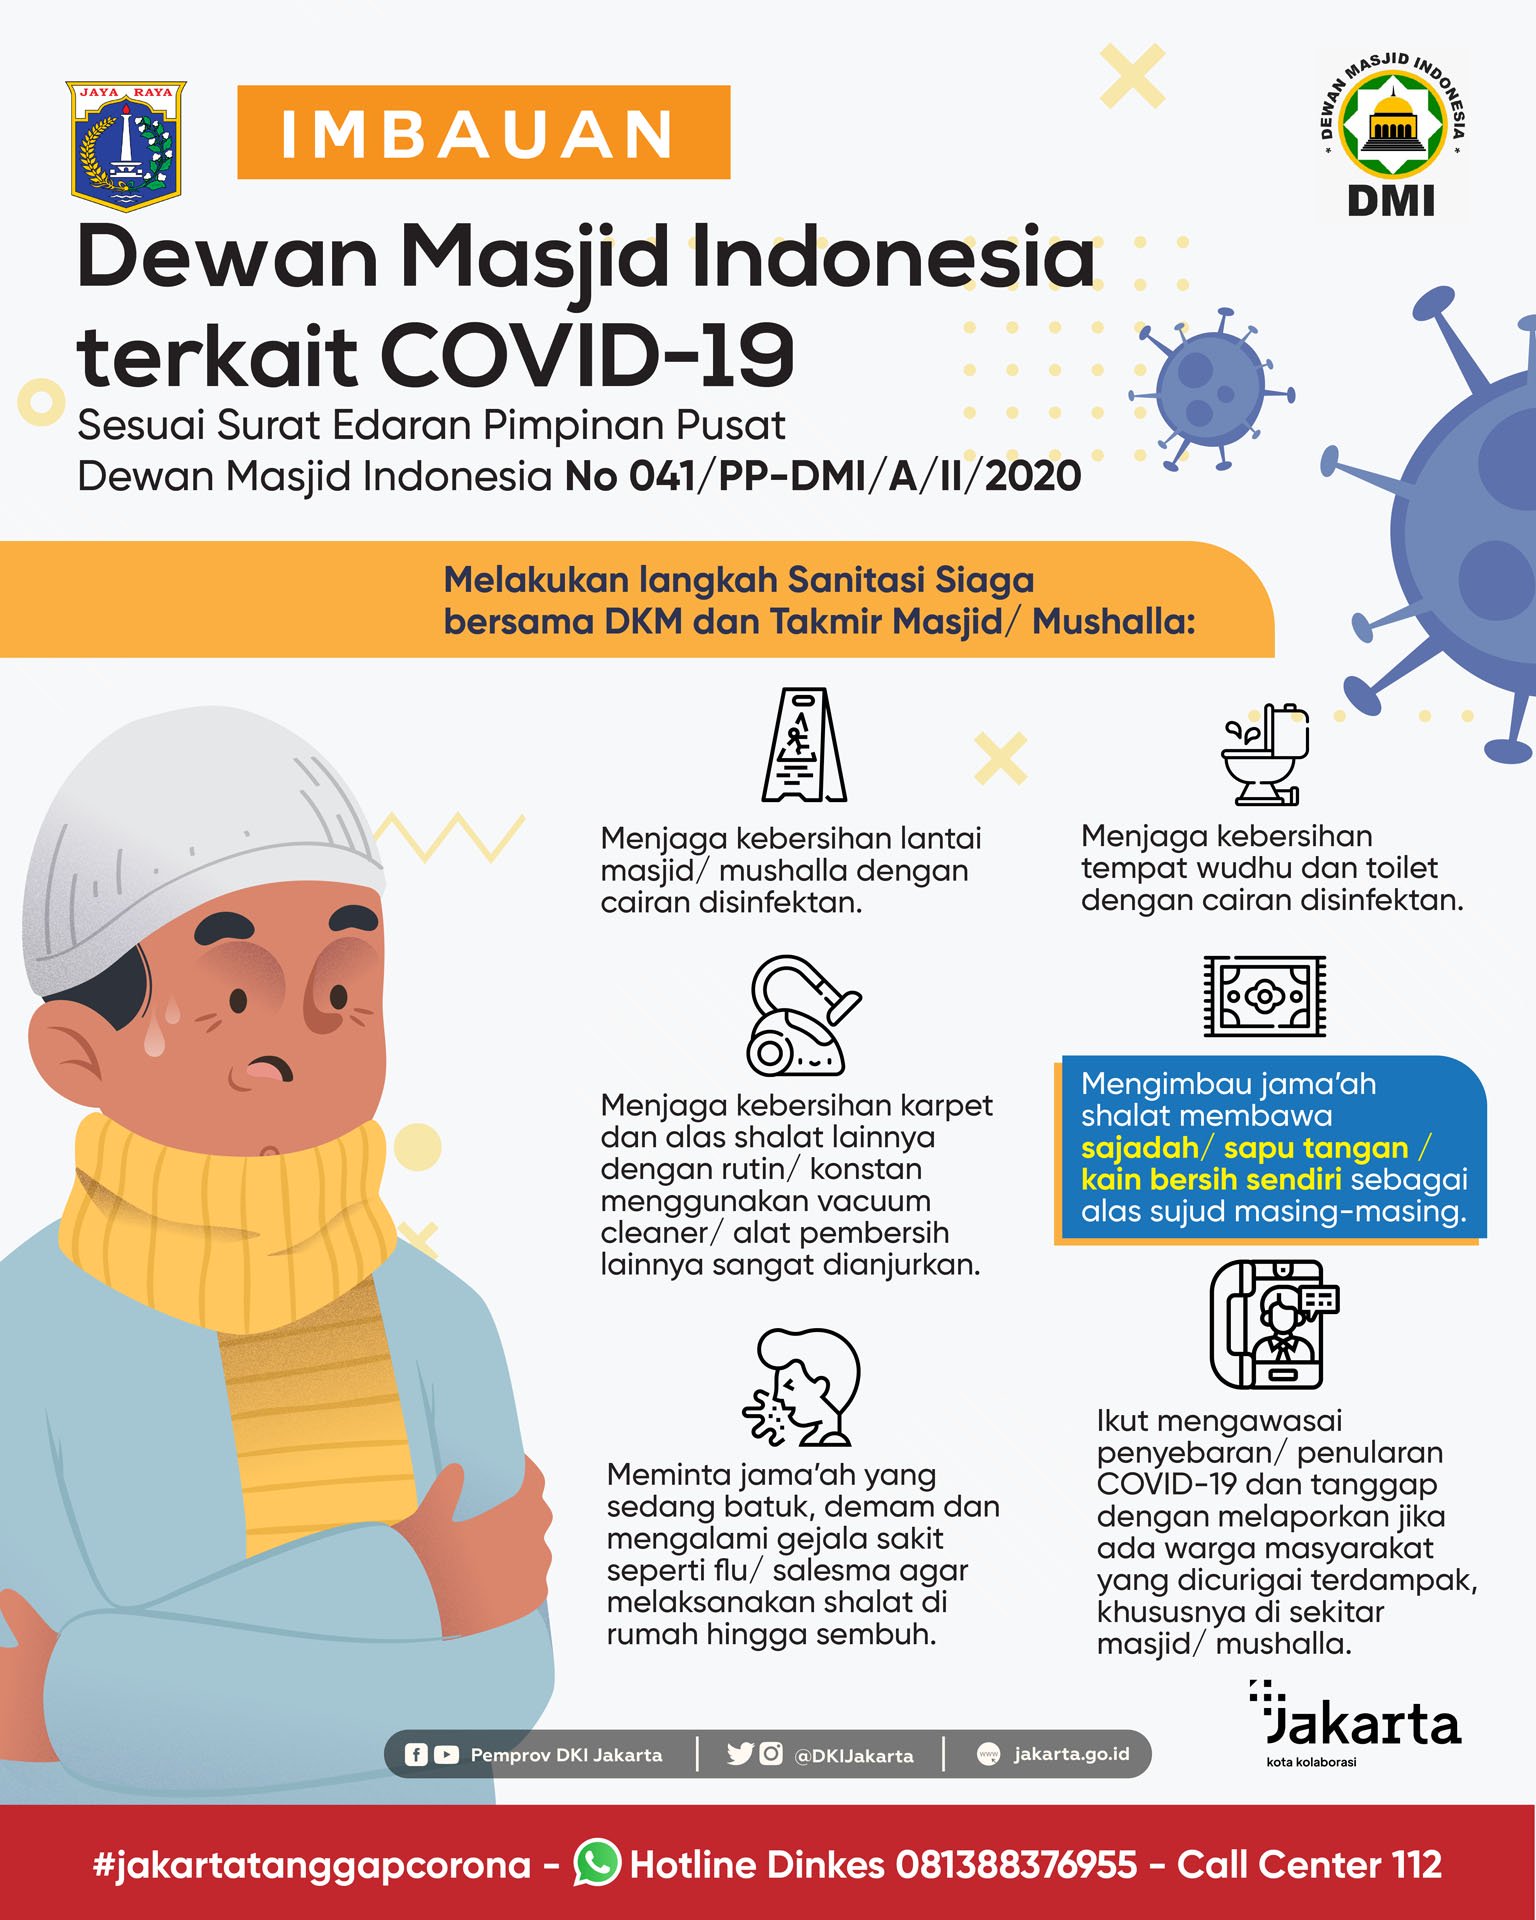 JAYA RAYA
IMBAUAN
DEWAN MASJID INDONESIA
DMI
Dewan Masjid Indonesia
terkait COVID-19
Sesuai Surat Edaran Pimpinan Pusat
Dewan Masjid Indonesia No 041/PP-DMI/A/II/2020
Melakukan langkah Sanitasi Siaga
bersama DKM dan Takmir Masjid/ Mushalla:
Menjaga kebersihan lantai
masjid/ mushalla dengan
cairan disinfektan.
Menjaga kebersihan
tempat wudhu dan toilet
dengan cairan disinfektan.
Menjaga kebersihan karpet
dan alas shalat lainnya
dengan rutin/ konstan
menggunakan vacuum
cleaner/ alat pembersih
lainnya sangat dianjurkan.
Mengimbau jama'ah
shalat membawa
sajadah/ sapu tangan /
kain bersih sendiri sebagai
alas sujud masing-masing.
Meminta jama'ah yang
sedang batuk, demam dan
mengalami gejala sakit
seperti flu/ salesma agar
melaksanakan shalat di
rumah hingga sembuh.
Ikut mengawasai
penyebaran/ penularan
COVID-19 dan tanggap
dengan melaporkan jika
ada warga masyarakat
yang dicurigai terdampak,
khususnya di sekitar
masjid/ mushalla.
Jakarta
kota kolaborasi
Pemprov DKI Jakarta
@DKIJakarta
www
jakarta.go.id
#jakartatanggapcorona - Hotline Dinkes 081388376955 - Call Center 112